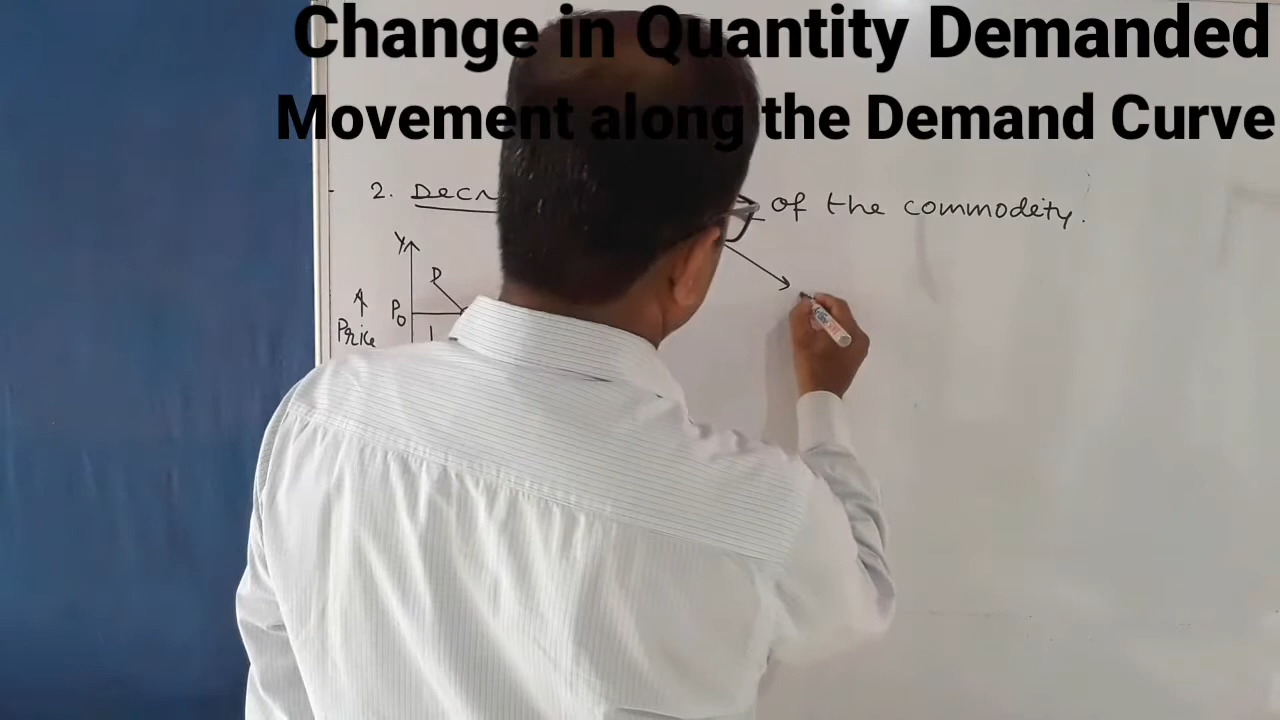 Change in Quantity Demanded
Movement along the Demand Curve
2. Decr of the commodity.
Y
P0
Price